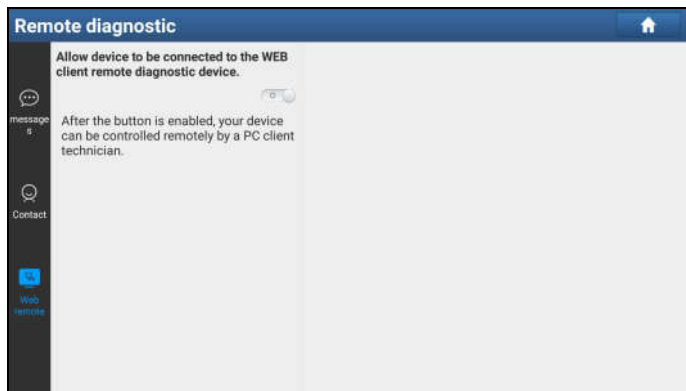 Remote diagnostic
Allow device to be connected to the WEB
client remote diagnostic device.
After the button is enabled, your device
can be controlled remotely by a PC client
technician.
message
s
Contact
Web
remote